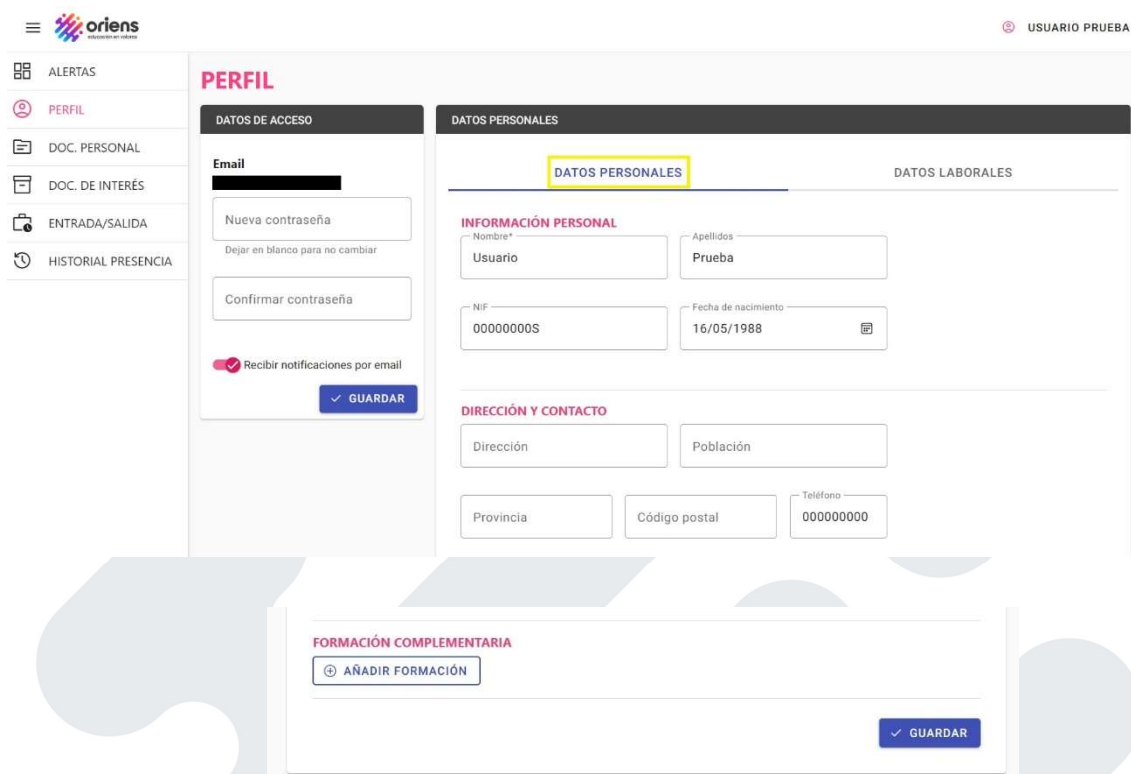 oriens
educación en valores
USUARIO PRUEBA
ALERTAS
PERFIL
DOC. PERSONAL
DOC. DE INTERÉS
ENTRADA/SALIDA
HISTORIAL PRESENCIA
PERFIL
DATOS DE ACCESO
Email
Nueva contraseña
Dejar en blanco para no cambiar
Confirmar contraseña
Recibir notificaciones por email
GUARDAR
DATOS PERSONALES
DATOS PERSONALES DATOS LABORALES
INFORMACIÓN PERSONAL
Nombre* Apellidos
Usuario Prueba
NIF Fecha de nacimiento
00000000S 16/05/1988
DIRECCIÓN Y CONTACTO
Dirección Población
Teléfono
Provincia Código postal 000000000
FORMACIÓN COMPLEMENTARIA
AÑADIR FORMACIÓN
GUARDAR